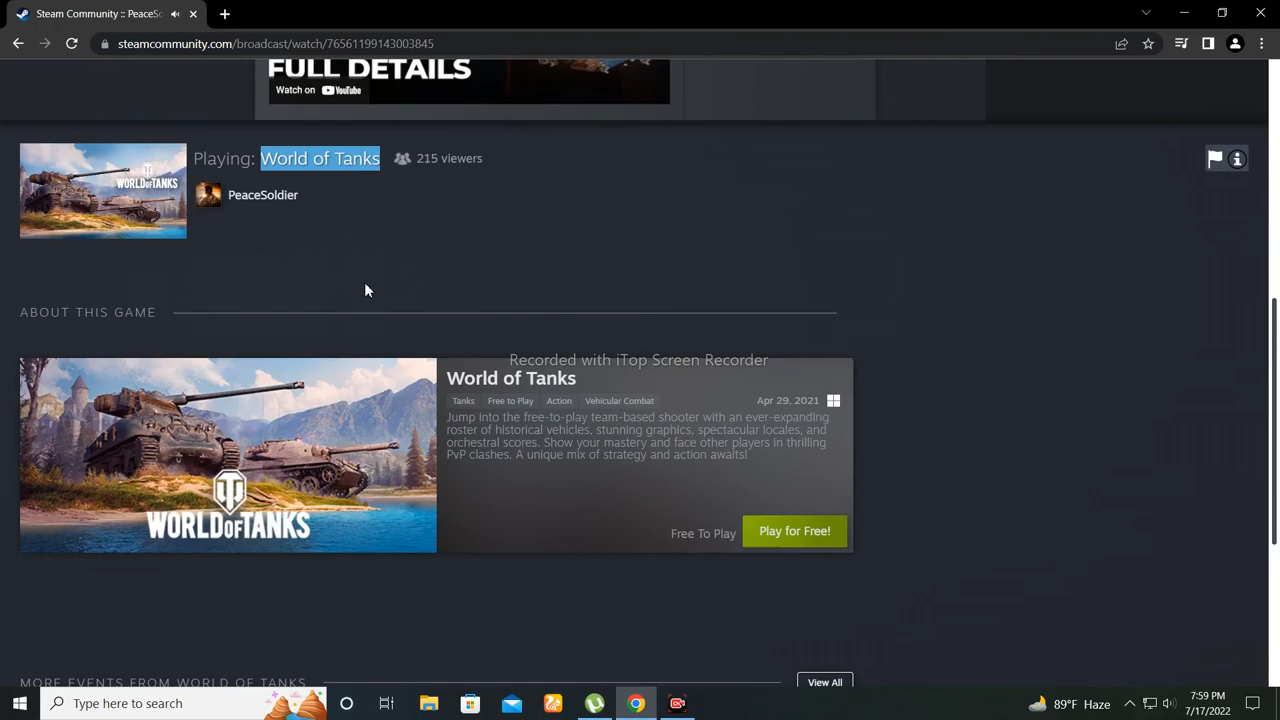 Steam Community : PeaceSo
steamcommunity.com/broadcast/watch/76561199143003845
FULL DETAILS
Watch on YouTube
WORLD OF TANKS
Playing: World of Tanks
215 viewers
PeaceSoldier
ABOUT THIS GAME
Recorded with iTop Screen Recorder
WORLD OF TANKS
World of Tanks
Tanks
Free to Play
Action
Vehicular Combat
Apr 29, 2021
Jump into the free-to-play team-based shooter with an ever-expanding
roster of historical vehicles, stunning graphics, spectacular locales, and
orchestral scores. Show your mastery and face other players in thrilling
PvP clashes. A unique mix of strategy and action awaits!
Free To Play
Play for Free!
MORE EVENTS FROM WORLD OF TANKS
View All
Type here to search
89°F Haze
7:59 PM
7/17/2022